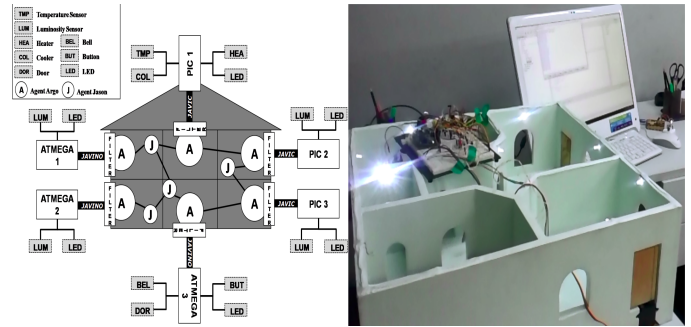 TMP Temperature Sensor
LUM Luminosity Sensor
HEA Heater BEL Bell
COL Cooler BUT Button
DOR Door LED LED
A Agent Argo J Agent Jason
TMP PIC 1 HEA
COL LED
JAVIC
FILTER
LUM LED
ATMEGA 1
JAVINO
FILTER
A J A A
FILTER
JAVIC
LUM LED
PIC 2
J
ATMEGA 2
JAVINO
FILTER
A J J A A
FILTER
JAVIC
PIC 3
LUM LED
LUM LED
FILTER
JAVINO
BEL ATMEGA 3 BUT
DOR LED